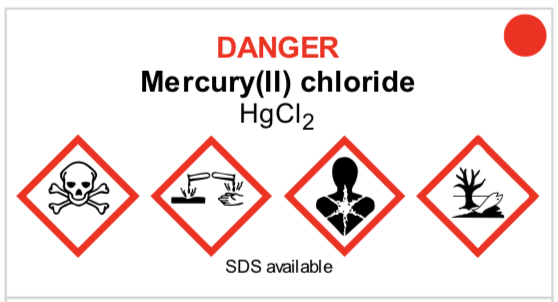 DANGER
Mercury(II) chloride
HgCl₂
SDS available